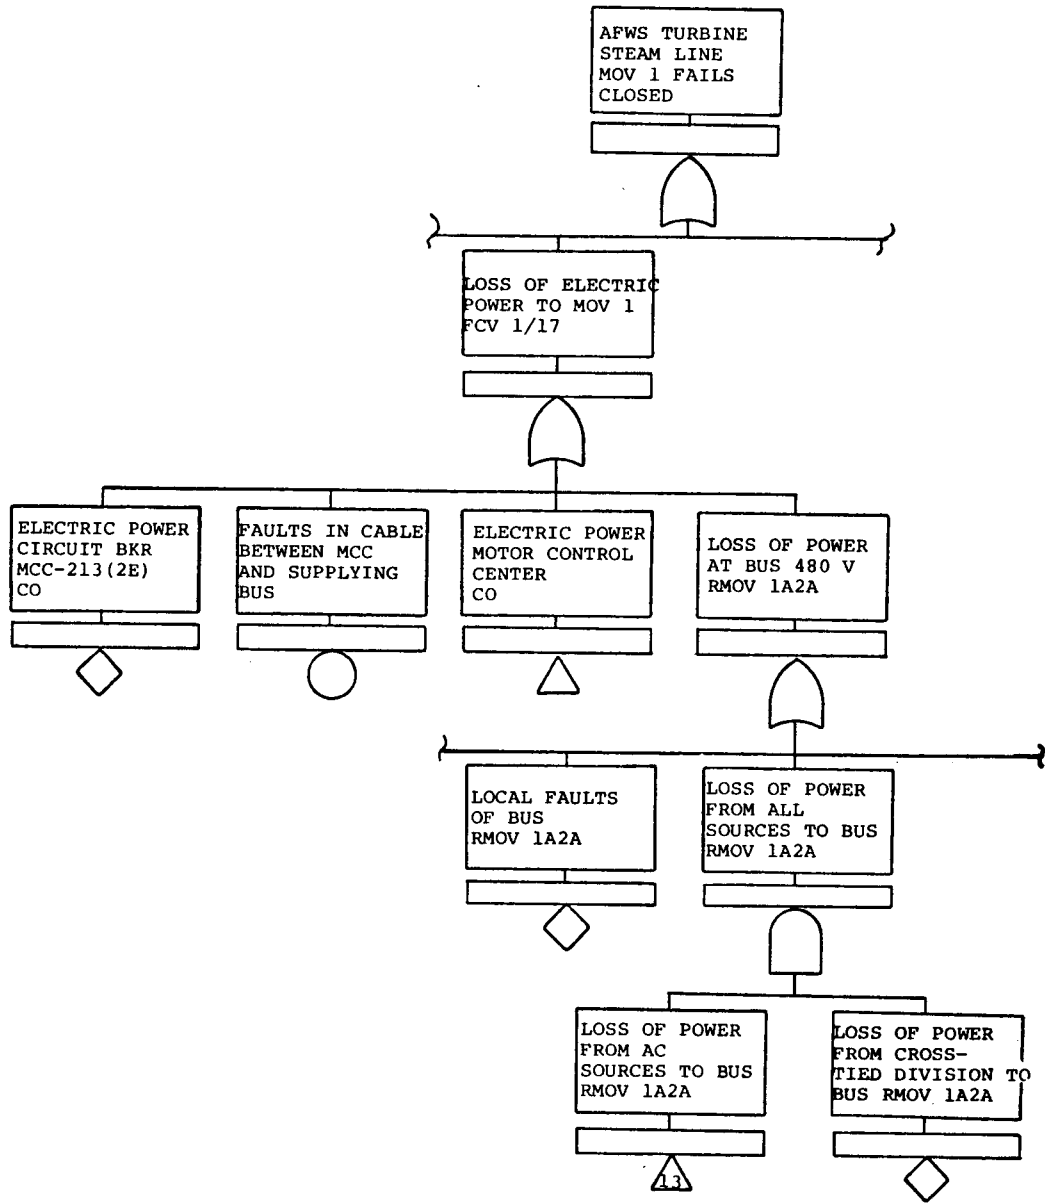 AFWS TURBINE
STEAM LINE
MOV 1 FAILS
CLOSED
LOSS OF ELECTRIC
POWER TO MOV 1
FCV 1/17
ELECTRIC POWER
CIRCUIT BKR
MCC-213(2E)
CO
FAULTS IN CABLE
BETWEEN MCC
AND SUPPLYING
BUS
ELECTRIC POWER
MOTOR CONTROL
CENTER
CO
LOSS OF POWER
AT BUS 480 V
RMOV 1A2A
LOCAL FAULTS
OF BUS
RMOV 1A2A
LOSS OF POWER
FROM ALL
SOURCES TO BUS
RMOV 1A2A
LOSS OF POWER
FROM AC
SOURCES TO BUS
RMOV 1A2A
13
LOSS OF POWER
FROM CROSS-
TIED DIVISION TO
BUS RMOV 1A2A